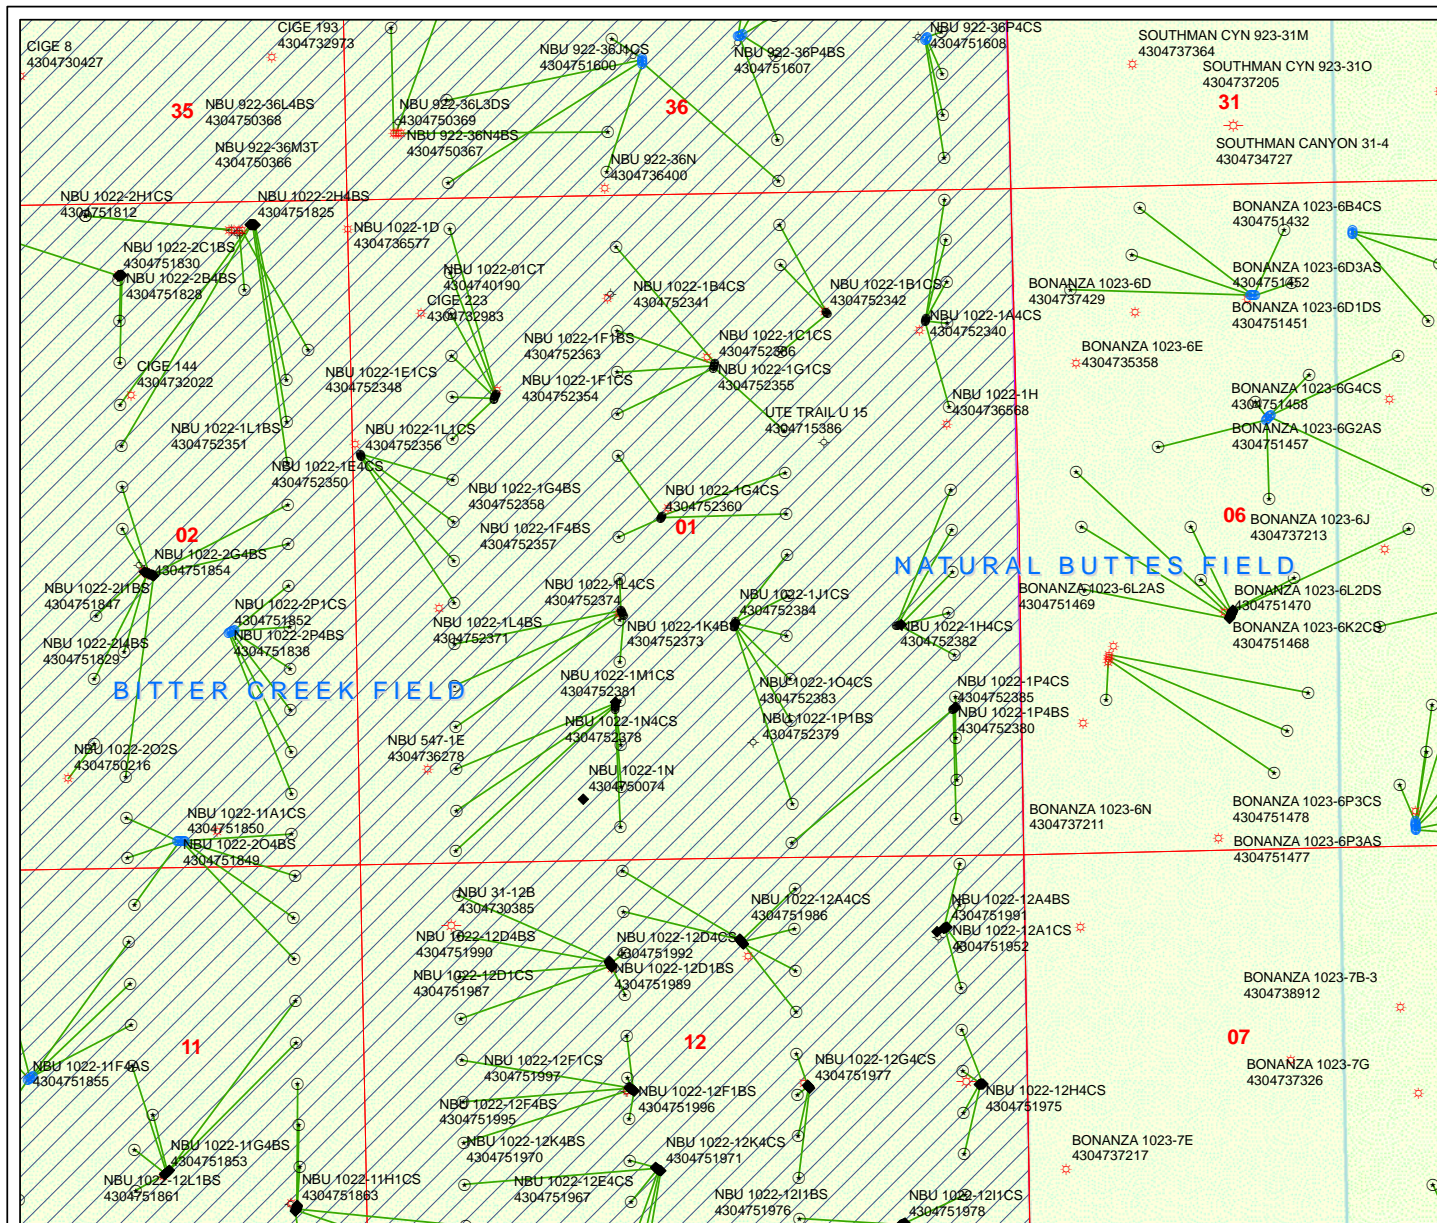 CIGE 193
4304732973
CIGE 8
4304730427
NBU 922-36J1CS
4304751600
NBU 922-36P4BS
4304751607
NBU 922-36P4CS
4304751608
SOUTHMAN CYN 923-31M
4304737364
SOUTHMAN CYN 923-31O
4304737205
35
NBU 922-36L4BS
4304750368
NBU 922-36L3DS
4304750369
36
31
NBU 922-36N4BS
4304750367
NBU 922-36M3T
4304750366
NBU 922-36N
4304736400
SOUTHMAN CANYON 31-4
4304734727
NBU 1022-2H1CS
4304751812
NBU 1022-2H4BS
4304751825
NBU 1022-1D
4304736577
BONANZA 1023-6B4CS
4304751432
NBU 1022-2C1BS
4304751830
NBU 1022-2B4BS
4304751828
NBU 1022-01CT
4304740190
NBU 1022-1B4CS
4304752341
NBU 1022-1B1CS
4304752342
BONANZA 1023-6D
4304737429
BONANZA 1023-6D3AS
4304751452
CIGE 223
4304732983
NBU 1022-1A4CS
4304752340
BONANZA 1023-6D1DS
4304751451
NBU 1022-1F1BS
4304752363
NBU 1022-1C1CS
4304752366
BONANZA 1023-6E
4304735358
CIGE 144
4304732022
NBU 1022-1E1CS
4304752348
NBU 1022-1F1CS
4304752354
NBU 1022-1G1CS
4304752355
NBU 1022-1H
4304736568
BONANZA 1023-6G4CS
4304751458
UTE TRAIL U 15
4304715386
NBU 1022-1L1BS
4304752351
NBU 1022-1L1CS
4304752356
BONANZA 1023-6G2AS
4304751457
NBU 1022-1E4CS
4304752350
NBU 1022-1G4BS
4304752358
NBU 1022-1G4CS
4304752360
02
01
06
NBU 1022-1F4BS
4304752357
BONANZA 1023-6J
4304737213
NBU 1022-2G4BS
4304751854
NATURAL BUTTES FIELD
NBU 1022-2I1BS
4304751847
NBU 1022-1L4CS
4304752374
NBU 1022-1J1CS
4304752384
BONANZA 1023-6L2AS
4304751469
BONANZA 1023-6L2DS
4304751470
NBU 1022-2P1CS
4304751852
NBU 1022-1L4BS
4304752371
NBU 1022-1K4BS
4304752373
NBU 1022-1H4CS
4304752382
BONANZA 1023-6K2CS
4304751468
NBU 1022-2P4BS
4304751838
NBU 1022-2I4BS
4304751829
NBU 1022-1M1CS
4304752381
NBU 1022-1O4CS
4304752383
NBU 1022-1P4CS
4304752385
BITTER CREEK FIELD
NBU 1022-1N4CS
4304752378
NBU 1022-1P1BS
4304752379
NBU 1022-1P4BS
4304752380
NBU 1022-2O2S
4304750216
NBU 547-1E
4304736278
NBU 1022-1N
4304750074
NBU 1022-11A1CS
4304751850
BONANZA 1023-6N
4304737211
BONANZA 1023-6P3CS
4304751478
NBU 1022-2O4BS
4304751849
BONANZA 1023-6P3AS
4304751477
NBU 31-12B
4304730385
NBU 1022-12A4CS
4304751986
NBU 1022-12A4BS
4304751991
NBU 1022-12D4BS
4304751990
NBU 1022-12D4CS
4304751992
NBU 1022-12A1CS
4304751952
NBU 1022-12D1CS
4304751987
NBU 1022-12D1BS
4304751989
BONANZA 1023-7B-3
4304738912
11
12
07
NBU 1022-11F4AS
4304751855
NBU 1022-12F1CS
4304751997
NBU 1022-12G4CS
4304751977
BONANZA 1023-7G
4304737326
NBU 1022-12F4BS
4304751995
NBU 1022-12F1BS
4304751996
NBU 1022-12H4CS
4304751975
NBU 1022-11G4BS
4304751853
NBU 1022-12K4BS
4304751970
NBU 1022-12K4CS
4304751971
BONANZA 1023-7E
4304737217
NBU 1022-12L1BS
4304751861
NBU 1022-11H1CS
4304751863
NBU 1022-12E4CS
4304751967
NBU 1022-12I1BS
4304751976
NBU 1022-12I1CS
4304751978